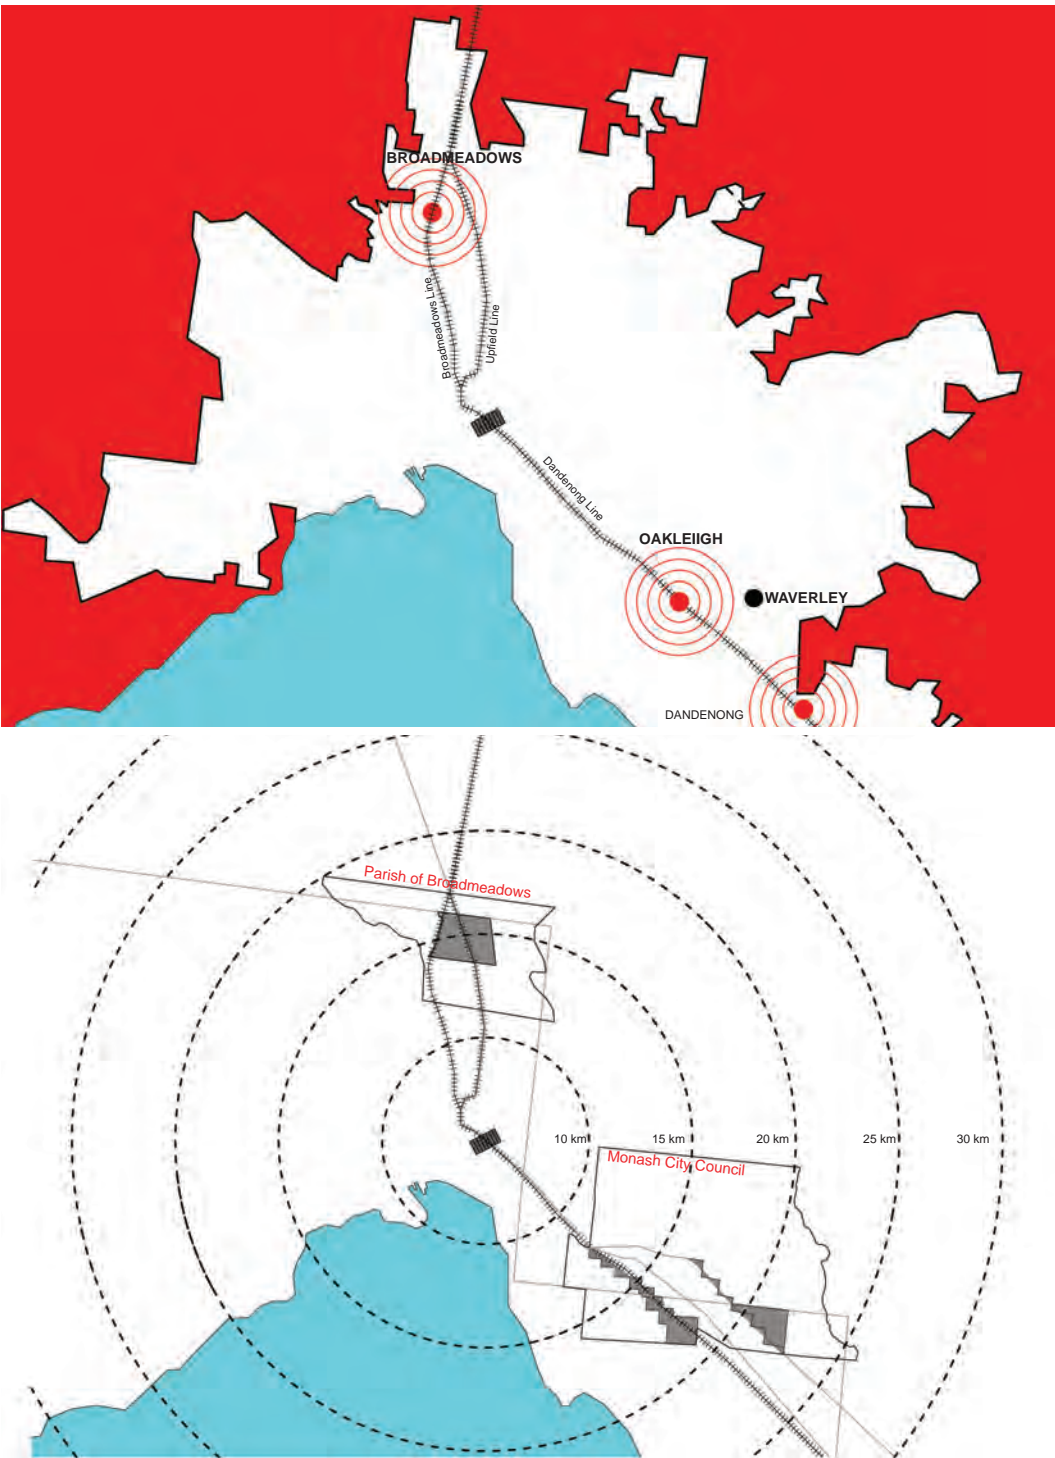 BROADMEADOWS
Broadmeadows Line
Upfield Line
Dandenong Line
OAKLEIIGH
WAVERLEY
DANDENONG
Parish of Broadmeadows
10 km
15 km
20 km
25 km
30 km
Monash City Council